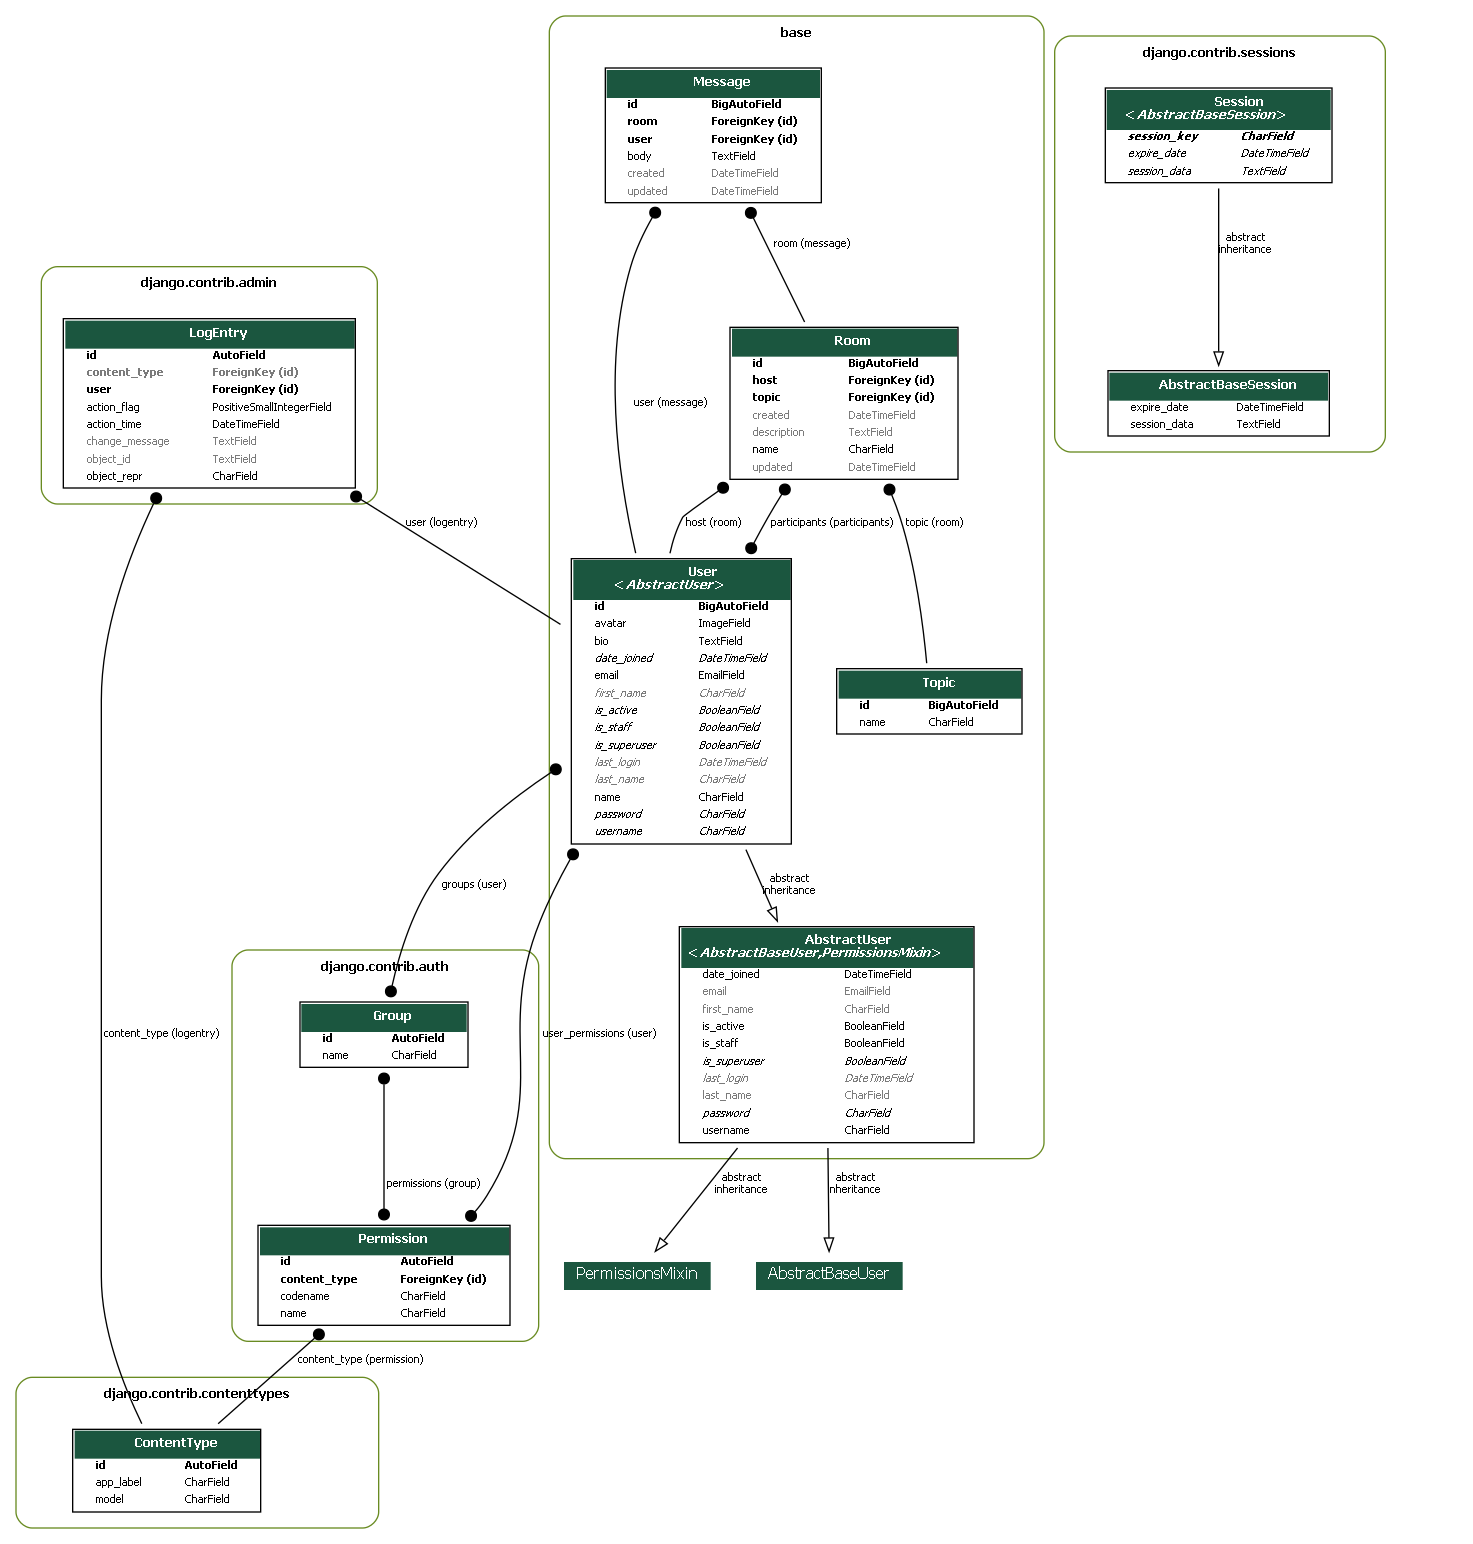 base
Message
id BigAutoField
room ForeignKey (id)
user ForeignKey (id)
body TextField
created DateTimeField
updated DateTimeField
room (message)
user (message)
Room
id BigAutoField
host ForeignKey (id)
topic ForeignKey (id)
created DateTimeField
description TextField
name CharField
updated DateTimeField
host (room)
participants (participants)
topic (room)
User
<AbstractUser>
id BigAutoField
avatar ImageField
bio TextField
date_joined DateTimeField
email EmailField
first_name CharField
is_active BooleanField
is_staff BooleanField
is_superuser BooleanField
last_login DateTimeField
last_name CharField
name CharField
password CharField
username CharField
Topic
id BigAutoField
name CharField
abstract
inheritance
AbstractUser
<AbstractBaseUser,PermissionsMixin>
date_joined DateTimeField
email EmailField
first_name CharField
is_active BooleanField
is_staff BooleanField
is_superuser BooleanField
last_login DateTimeField
last_name CharField
password CharField
username CharField
abstract
inheritance
abstract
inheritance
PermissionsMixin
AbstractBaseUser
django.contrib.sessions
Session
<AbstractBaseSession>
session_key CharField
expire_date DateTimeField
session_data TextField
abstract
inheritance
AbstractBaseSession
expire_date DateTimeField
session_data TextField
django.contrib.admin
LogEntry
id AutoField
content_type ForeignKey (id)
user ForeignKey (id)
action_flag PositiveSmallIntegerField
action_time DateTimeField
change_message TextField
object_id TextField
object_repr CharField
user (logentry)
content_type (logentry)
groups (user)
user_permissions (user)
django.contrib.auth
Group
id AutoField
name CharField
permissions (group)
Permission
id AutoField
content_type ForeignKey (id)
codename CharField
name CharField
content_type (permission)
django.contrib.contenttypes
ContentType
id AutoField
app_label CharField
model CharField